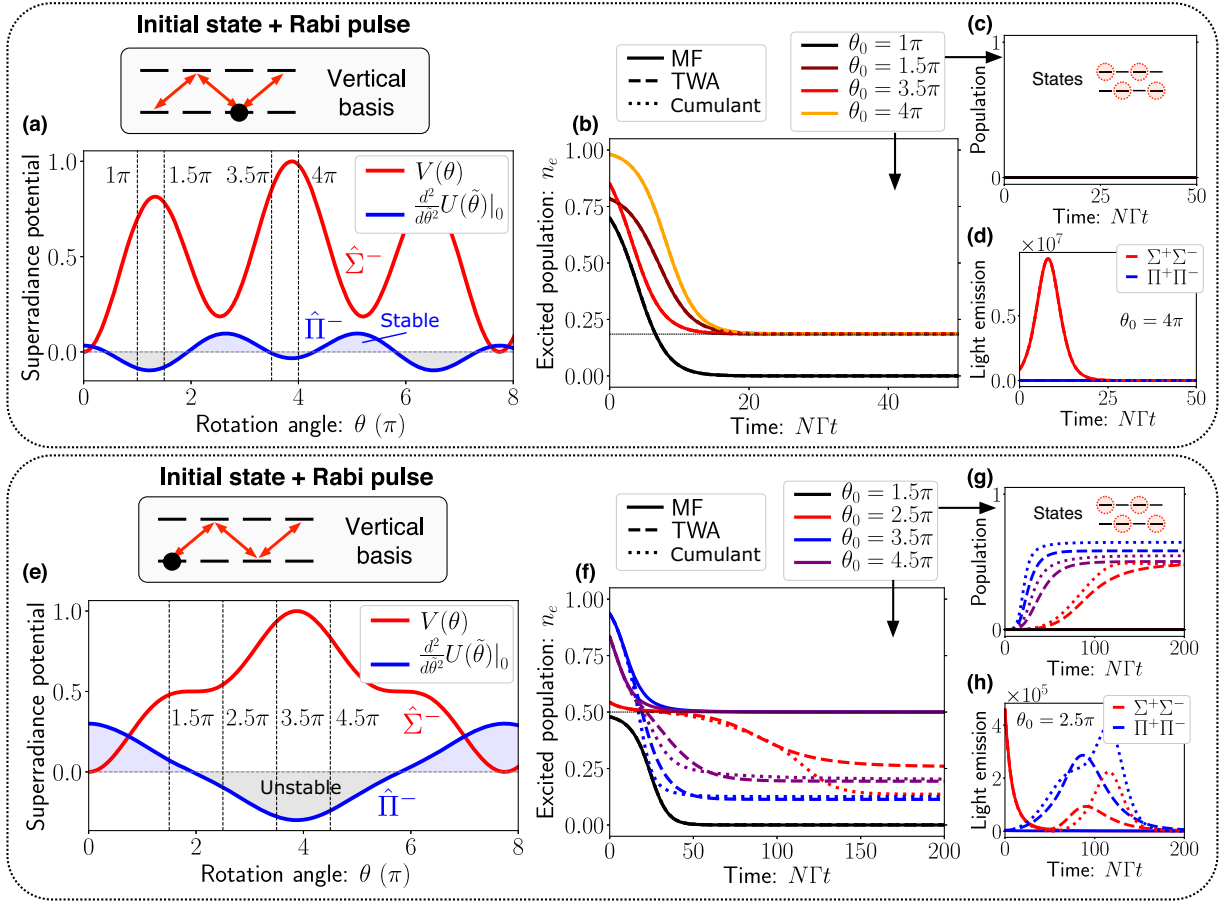 Initial state + Rabi pulse
Vertical
basis
(a)
1π
1.5π
3.5π
4π
V(θ)
d²/dθ̃² U(θ̃)|₀
Σ̂⁻
Π̂⁻
Stable
Superradiance potential
1.0
0.5
0.0
0
2
4
6
8
Rotation angle: θ (π)
MF
TWA
Cumulant
θ₀ = 1π
θ₀ = 1.5π
θ₀ = 3.5π
θ₀ = 4π
(b)
Excited population: nₑ
1.00
0.75
0.50
0.25
0.00
0
20
40
Time: NΓt
(c)
Population
1
0
States
0
25
50
Time: NΓt
(d)
×10⁷
Light emission
1
0.5
0
Σ⁺Σ⁻
Π⁺Π⁻
θ₀ = 4π
0
25
50
Time: NΓt
Initial state + Rabi pulse
Vertical
basis
(e)
V(θ)
d²/dθ̃² U(θ̃)|₀
1.5π
2.5π
3.5π
4.5π
Σ̂⁻
Unstable
Π̂⁻
Superradiance potential
1.0
0.5
0.0
0
2
4
6
8
Rotation angle: θ (π)
MF
TWA
Cumulant
θ₀ = 1.5π
θ₀ = 2.5π
θ₀ = 3.5π
θ₀ = 4.5π
(f)
Excited population: nₑ
1.00
0.75
0.50
0.25
0.00
0
50
100
150
200
Time: NΓt
(g)
Population
1
0
States
0
100
200
Time: NΓt
(h)
×10⁵
Light emission
4
2
0
θ₀ = 2.5π
Σ⁺Σ⁻
Π⁺Π⁻
0
100
200
Time: NΓt